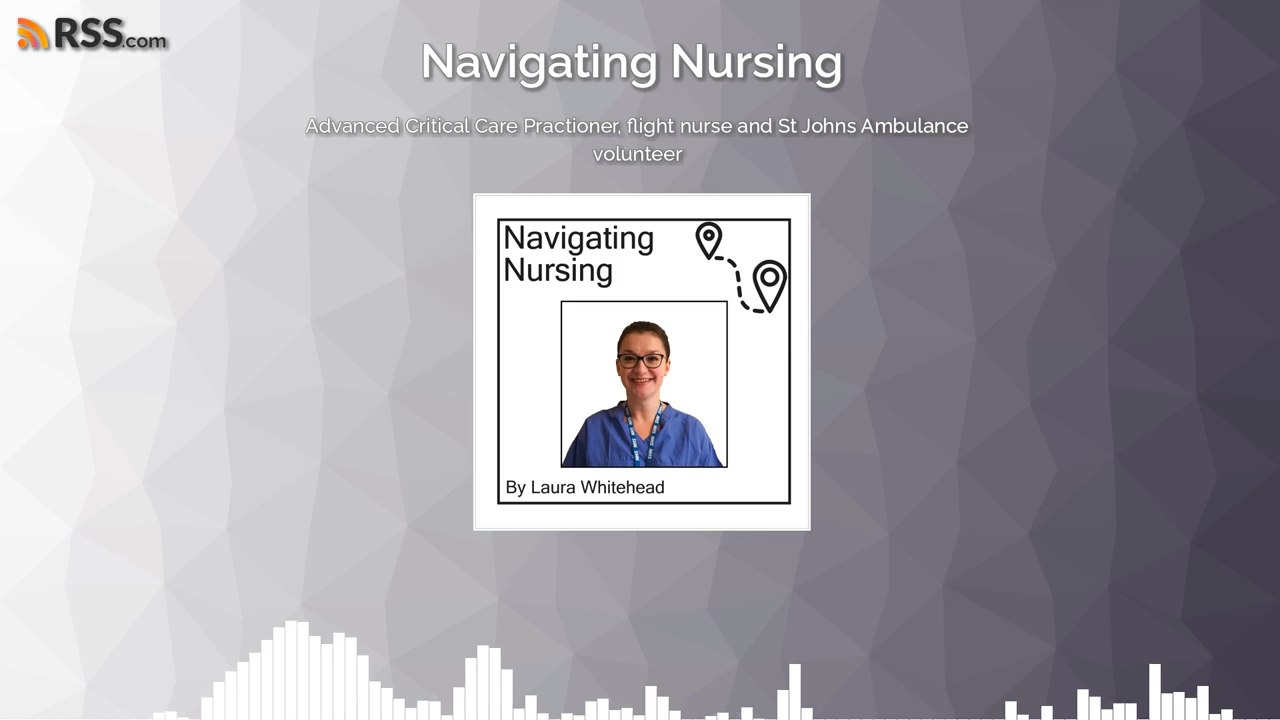 RSS.com
Navigating Nursing
Advanced Critical Care Practioner, flight nurse and St Johns Ambulance
volunteer
Navigating
Nursing
By Laura Whitehead